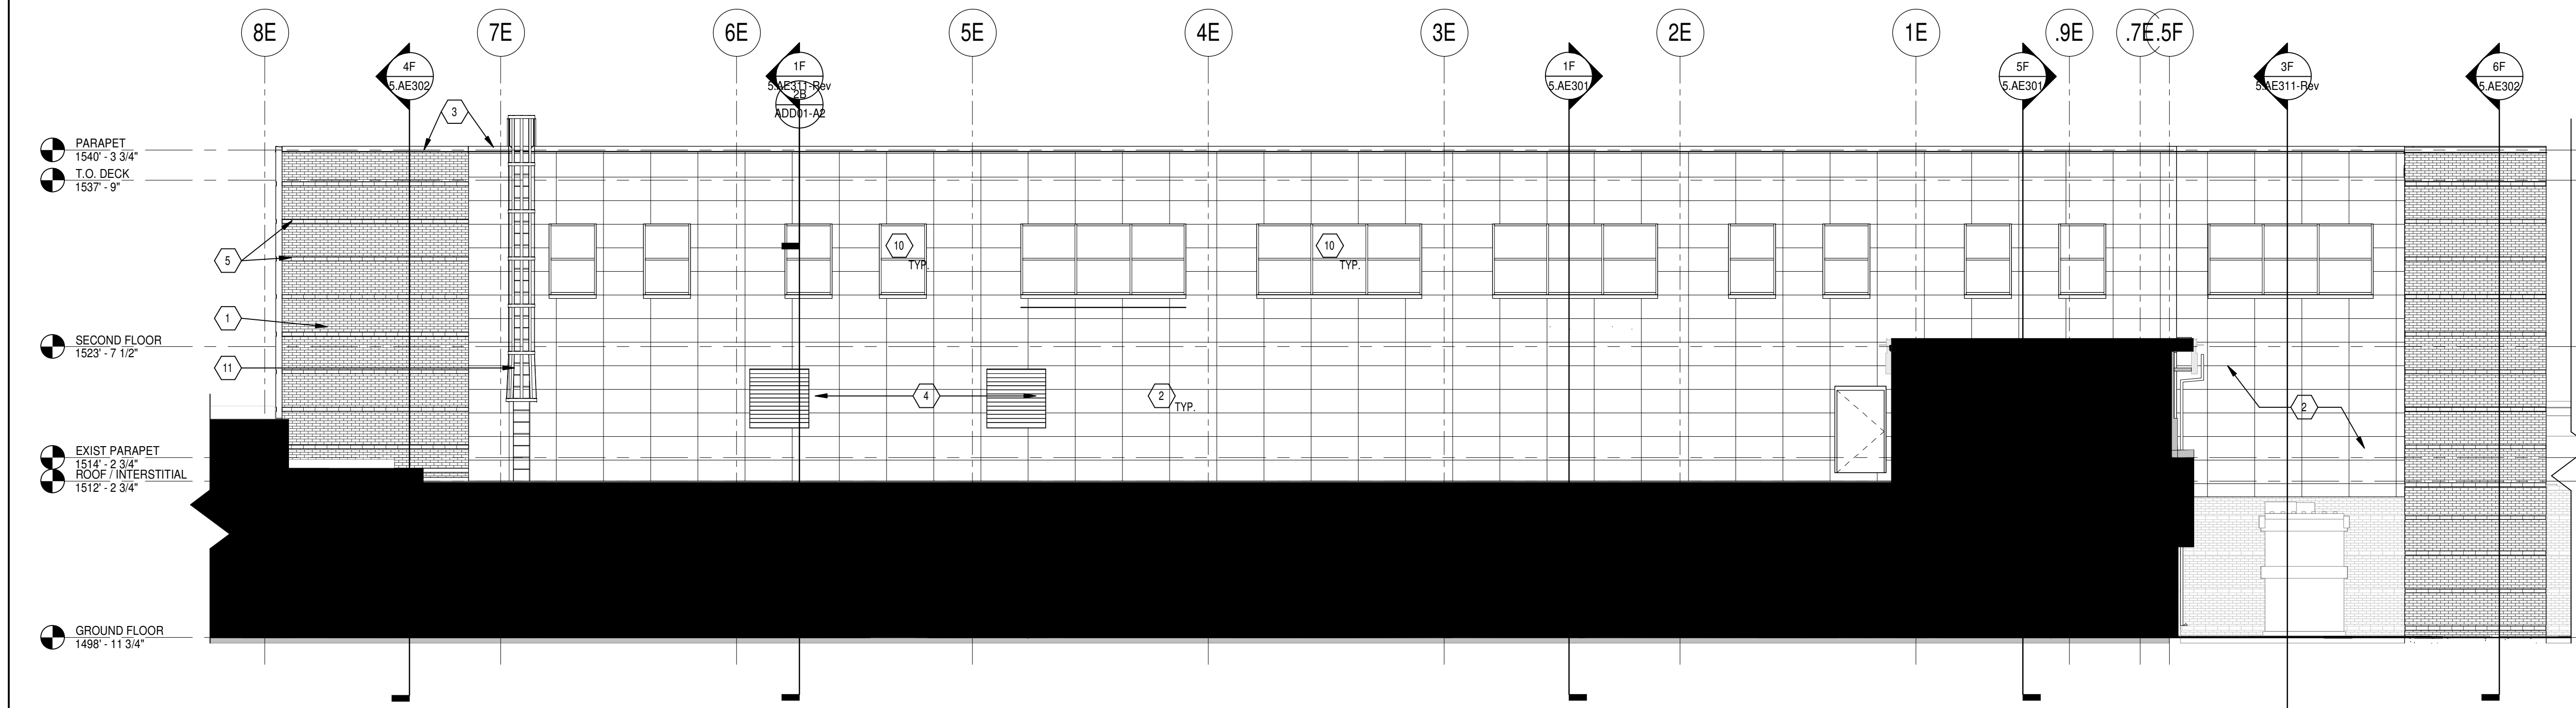 8E
7E
6E
5E
4E
3E
2E
1E
.9E
.7E
.5F
4F
5.AE302
1F
5.AE311-Rev
2B
ADD01-A2
1F
5.AE301
5F
5.AE301
3F
5.AE311-Rev
6F
5.AE302
3
PARAPET
1540' - 3 3/4"
T.O. DECK
1537' - 9"
10
TYP.
10
TYP.
5
1
SECOND FLOOR
1523' - 7 1/2"
11
4
2
TYP.
2
EXIST PARAPET
1514' - 2 3/4"
ROOF / INTERSTITIAL
1512' - 2 3/4"
GROUND FLOOR
1498' - 11 3/4"